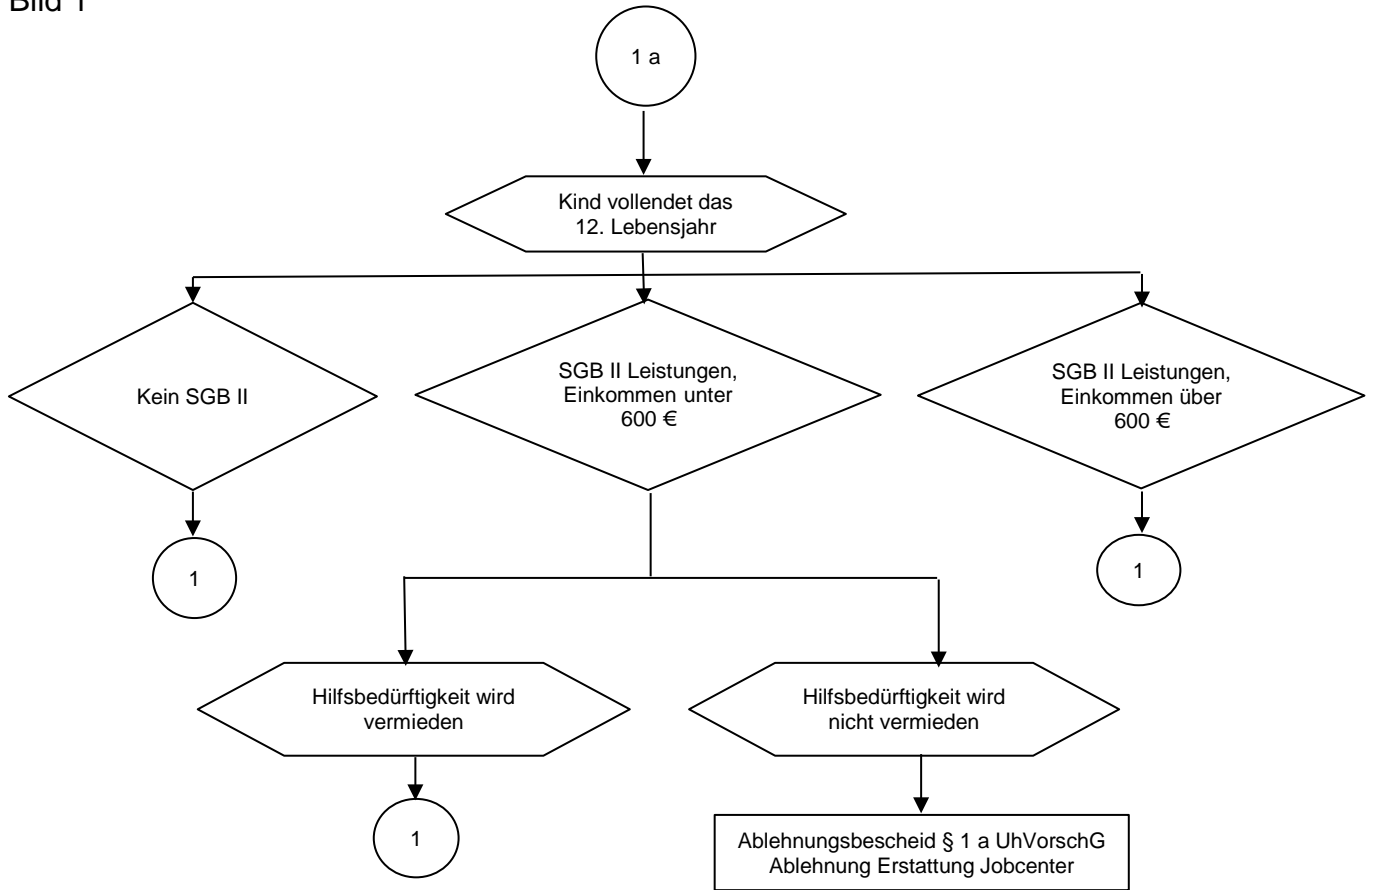 Bild 1
1 a
Kind vollendet das
12. Lebensjahr
Kein SGB II
SGB II Leistungen,
Einkommen unter
600 €
SGB II Leistungen,
Einkommen über
600 €
1
1
Hilfsbedürftigkeit wird
vermieden
Hilfsbedürftigkeit wird
nicht vermieden
1
Ablehnungsbescheid § 1 a UhVorschG
Ablehnung Erstattung Jobcenter